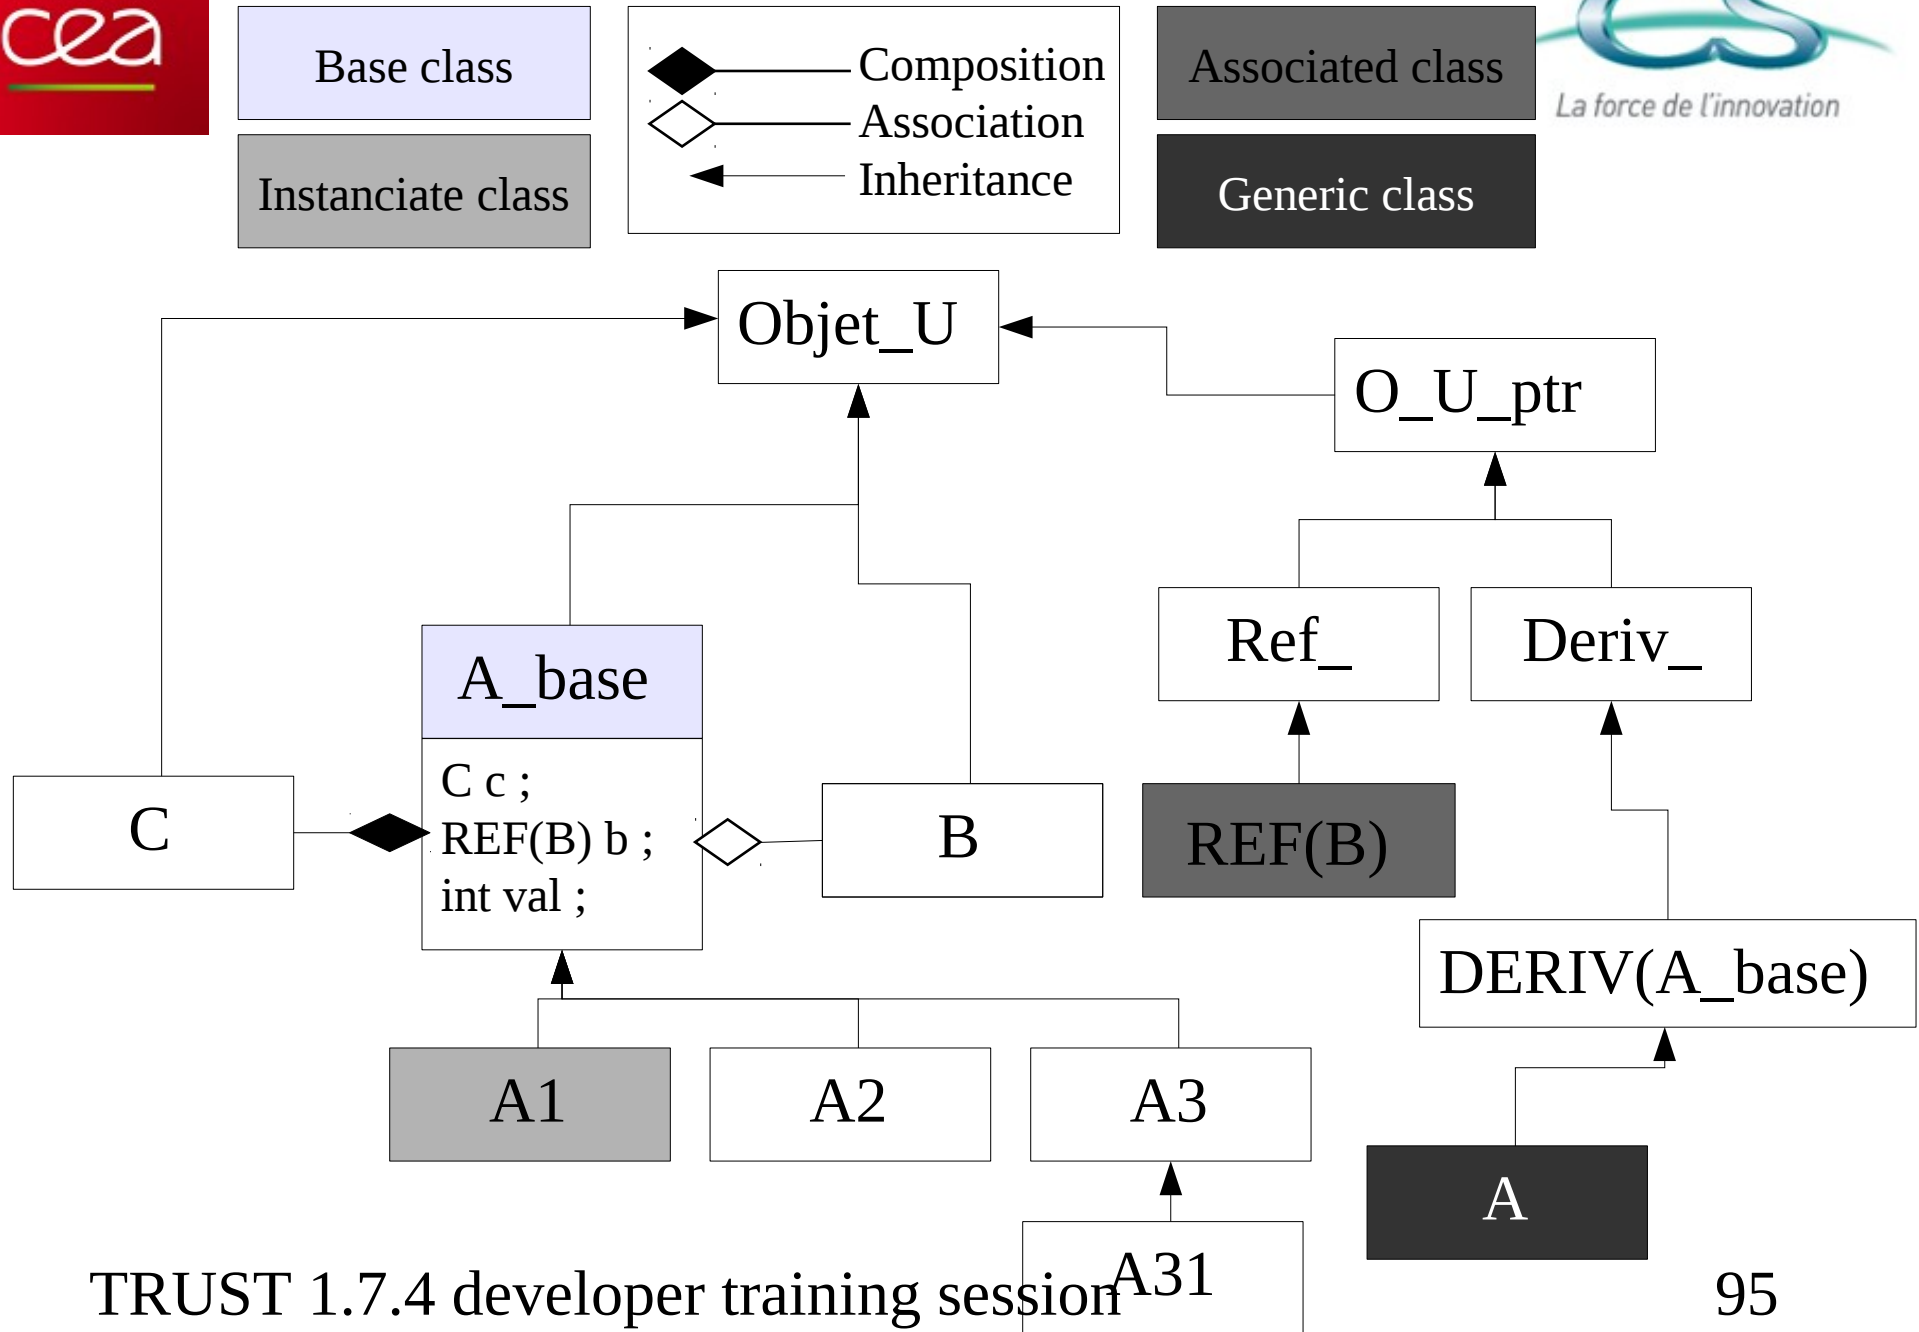 cea
Base class
Instanciate class
Composition
Association
Inheritance
Associated class
Generic class
CS
La force de l'innovation
Objet_U
O_U_ptr
Ref_
Deriv_
A_base
C c ;
REF(B) b ;
int val ;
C
B
REF(B)
DERIV(A_base)
A1
A2
A3
A
A31
TRUST 1.7.4 developer training session
95